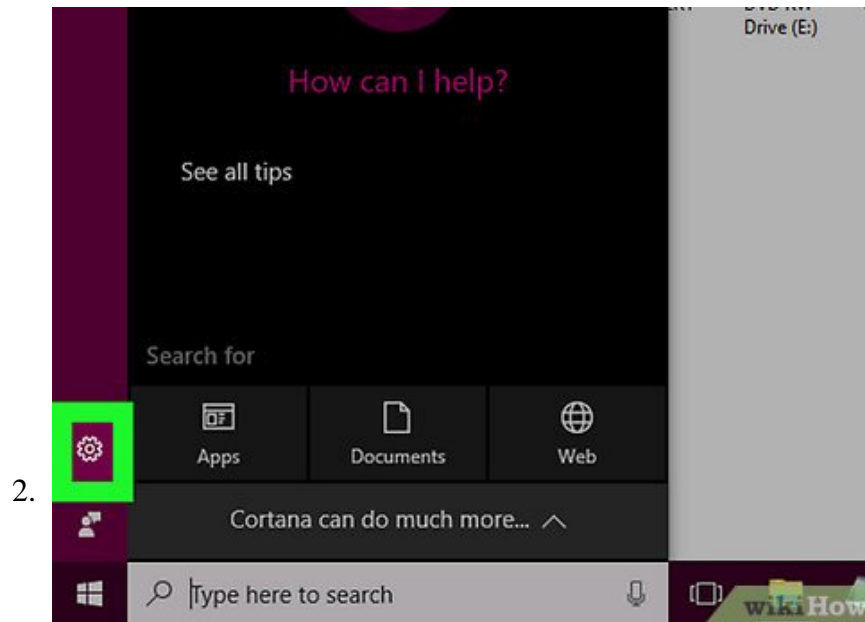 Drive (E:)
How can I help?
See all tips
Search for
Apps Documents Web
2.
Cortana can do much more...
Type here to search
wikiHow